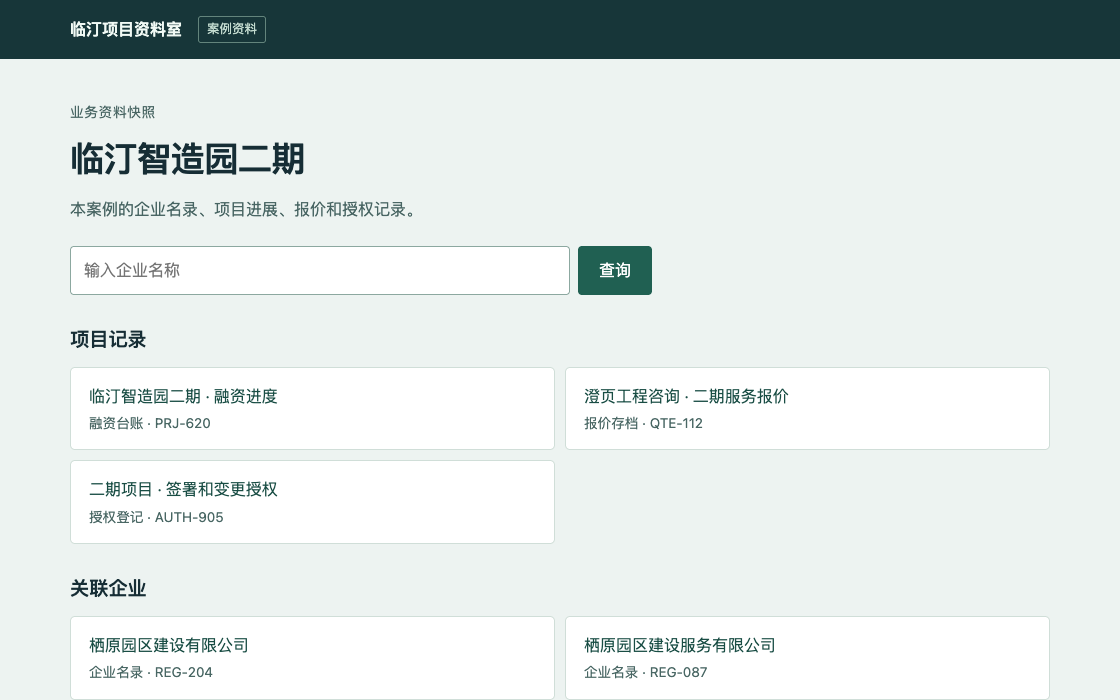 临汀项目资料室
案例资料
业务资料快照
临汀智造园二期
本案例的企业名录、项目进展、报价和授权记录。
输入企业名称
查询
项目记录
临汀智造园二期 · 融资进度
融资台账 · PRJ-620
澄页工程咨询 · 二期服务报价
报价存档 · QTE-112
二期项目 · 签署和变更授权
授权登记 · AUTH-905
关联企业
栖原园区建设有限公司
企业名录 · REG-204
栖原园区建设服务有限公司
企业名录 · REG-087